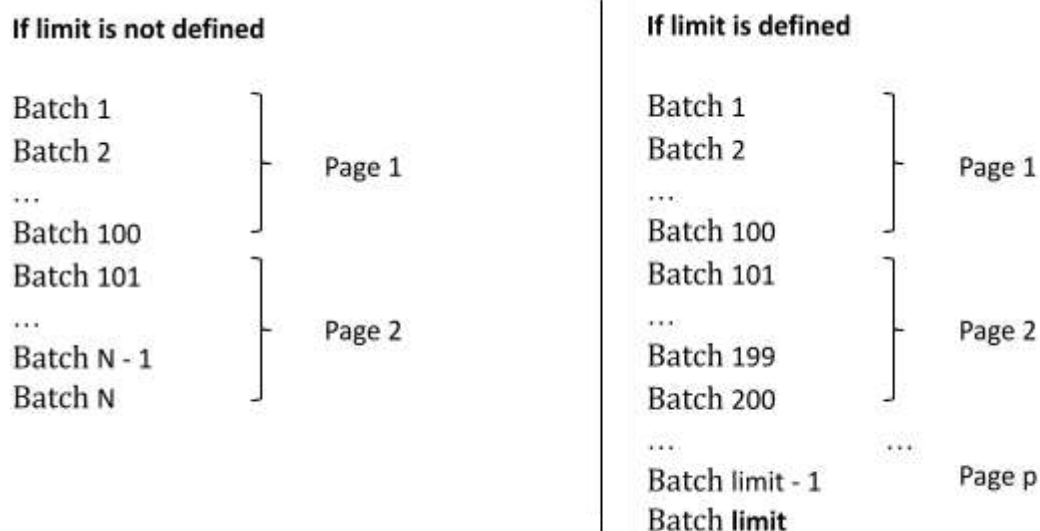 If limit is not defined
Batch 1
Batch 2
...
Batch 100
Page 1
Batch 101
...
Batch N - 1
Batch N
Page 2
If limit is defined
Batch 1
Batch 2
...
Batch 100
Page 1
Batch 101
...
Batch 199
Batch 200
Page 2
...
...
Batch limit - 1
Batch limit
Page p